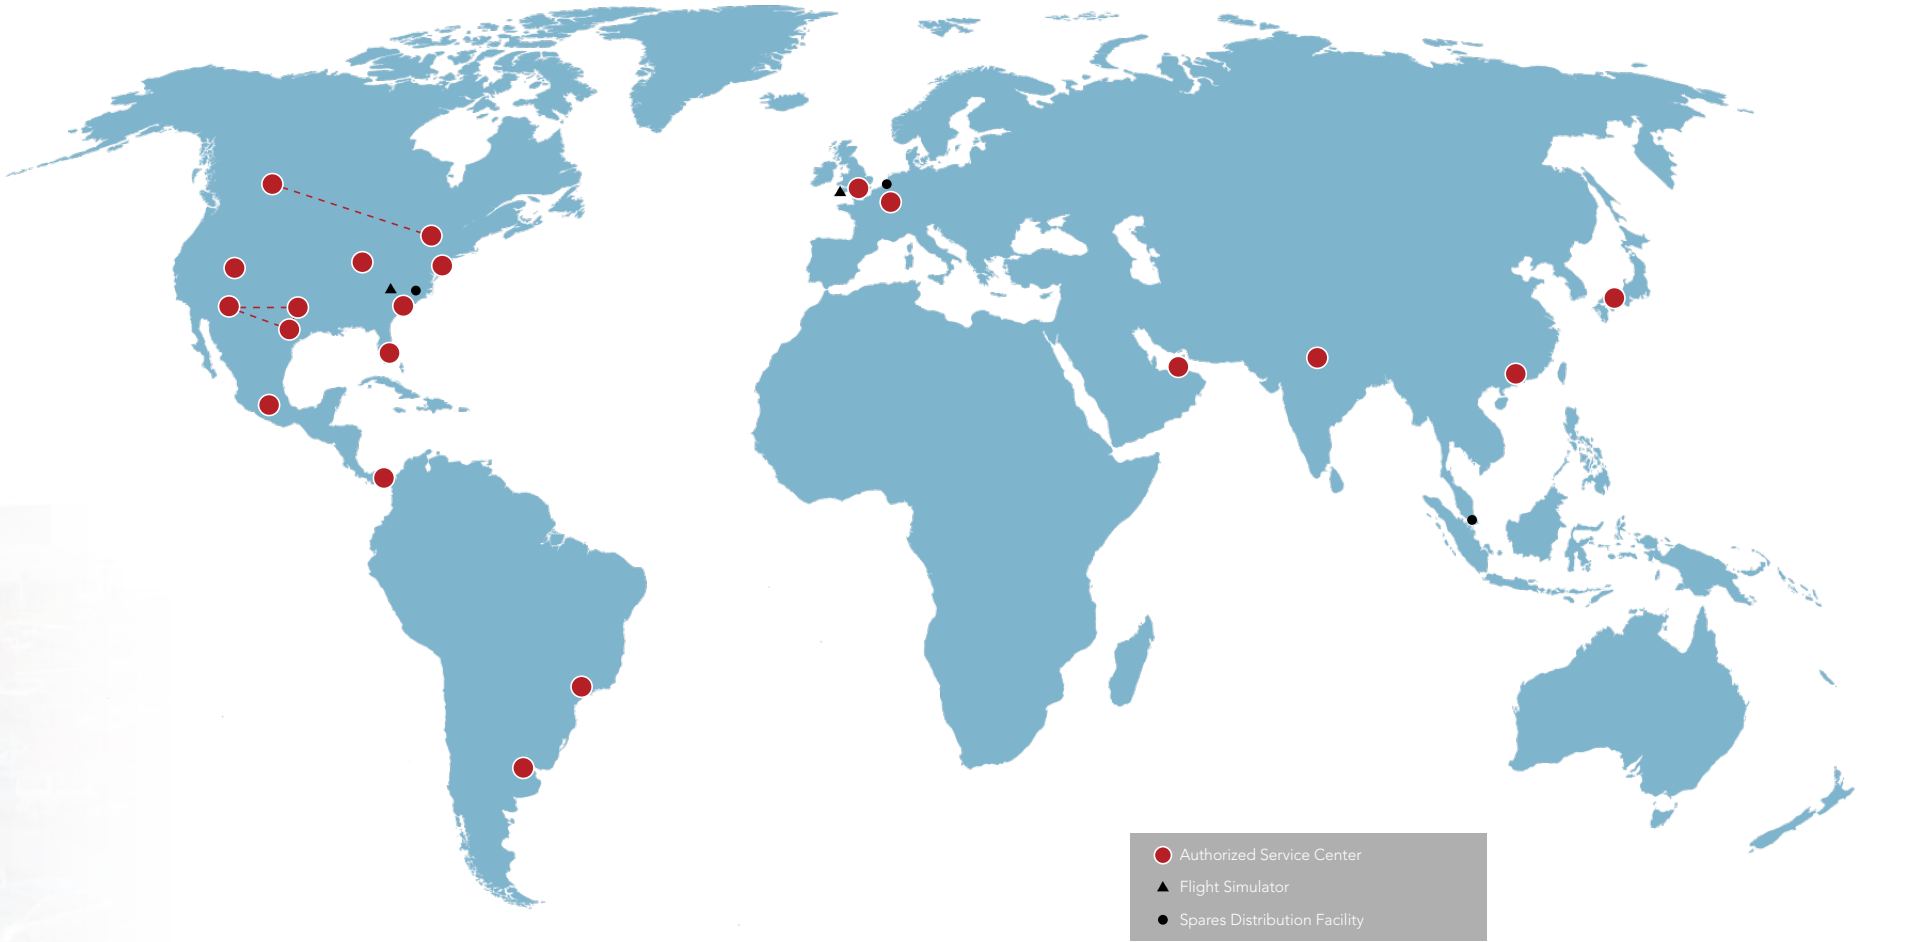 Authorized Service Center
Flight Simulator
Spares Distribution Facility